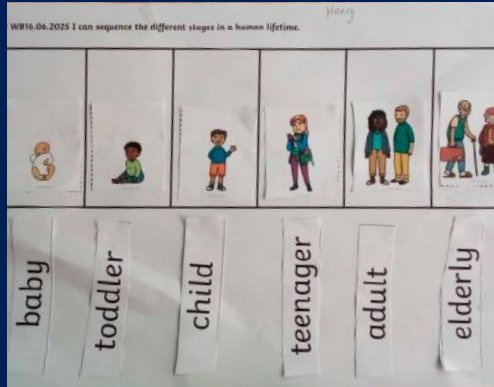 Henry
WB16.06.2025 I can sequence the different stages in a human lifetime.
baby
toddler
child
teenager
adult
elderly